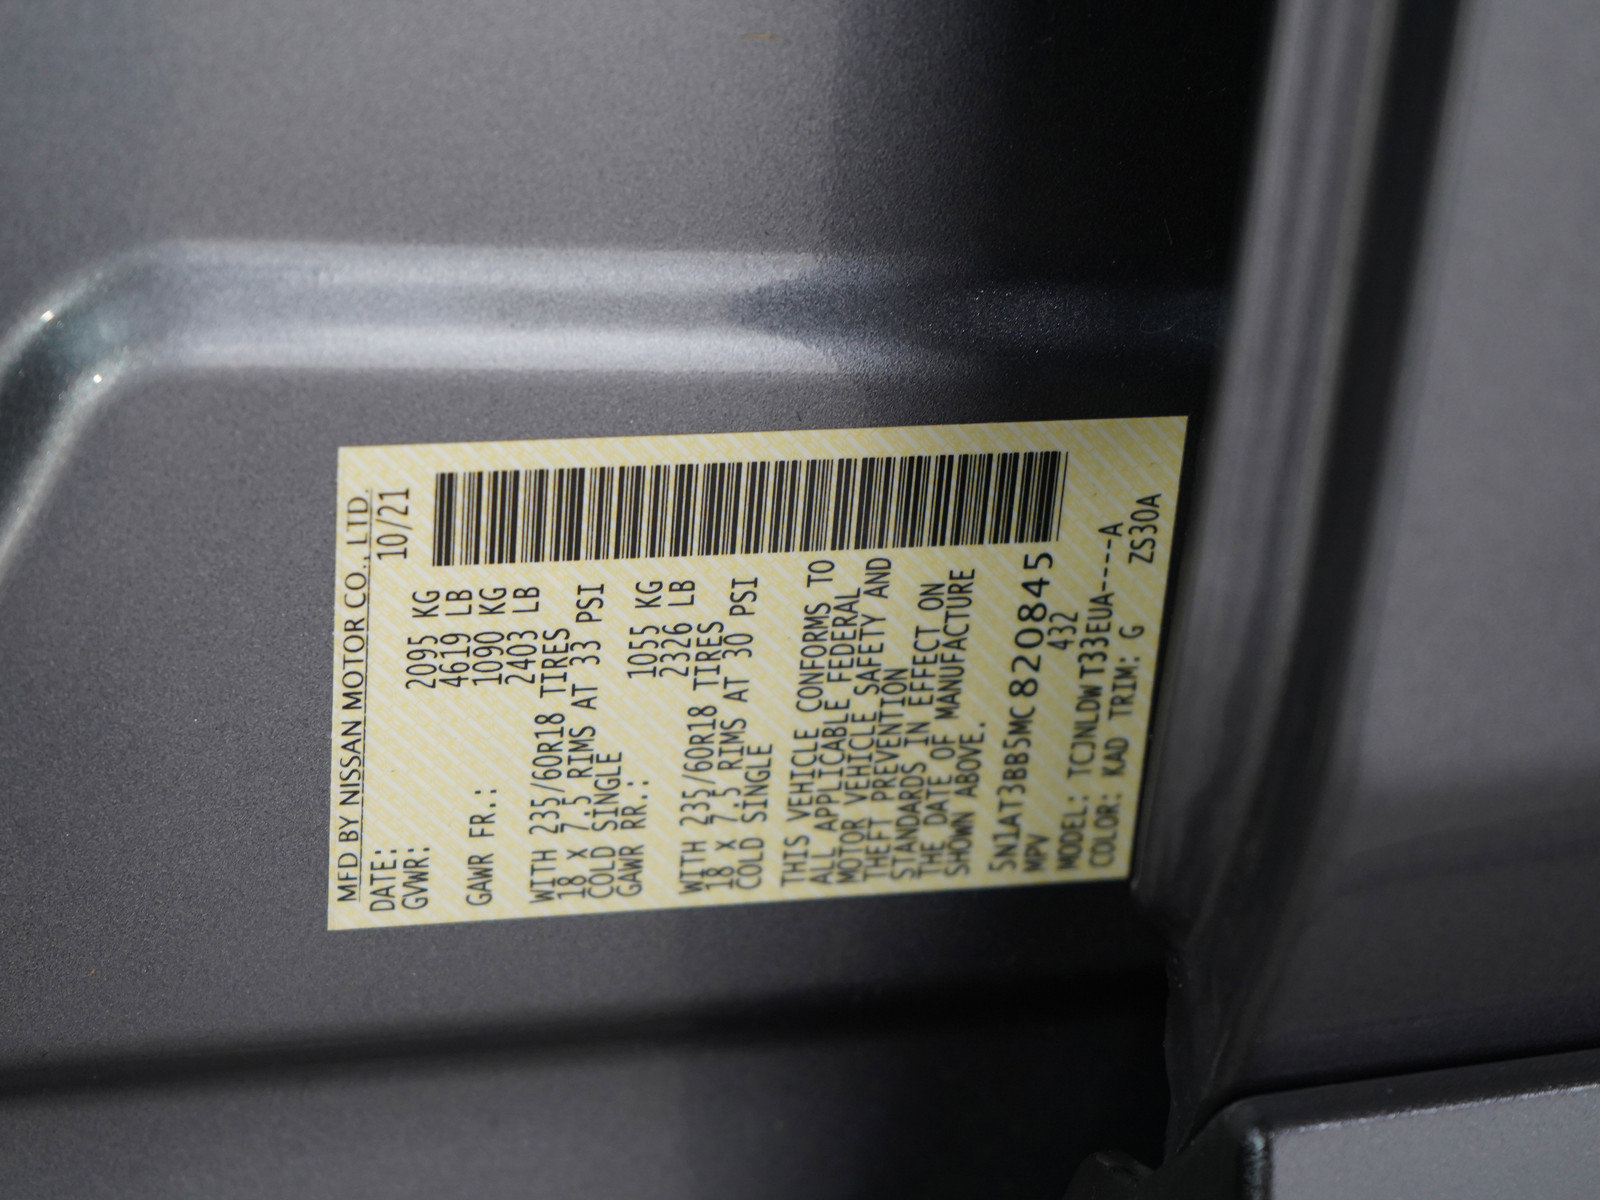 MFD BY NISSAN MOTOR CO., LTD.
DATE: 10/21
GVWR: 2095 KG
4619 LB
GAWR FR.: 1090 KG
2403 LB
WITH 235/60R18 TIRES
18 X 7.5 RIMS AT 33 PSI
COLD SINGLE
GAWR RR.: 1055 KG
2326 LB
WITH 235/60R18 TIRES
18 X 7.5 RIMS AT 30 PSI
COLD SINGLE
THIS VEHICLE CONFORMS TO
ALL APPLICABLE FEDERAL
MOTOR VEHICLE SAFETY AND
THEFT PREVENTION
STANDARDS IN EFFECT ON
THE DATE OF MANUFACTURE
SHOWN ABOVE.
5N1AT3BB5MC820845
MPV 432
MODEL: TCJNLDWT33EUA----A
COLOR: KAD TRIM: G ZS30A